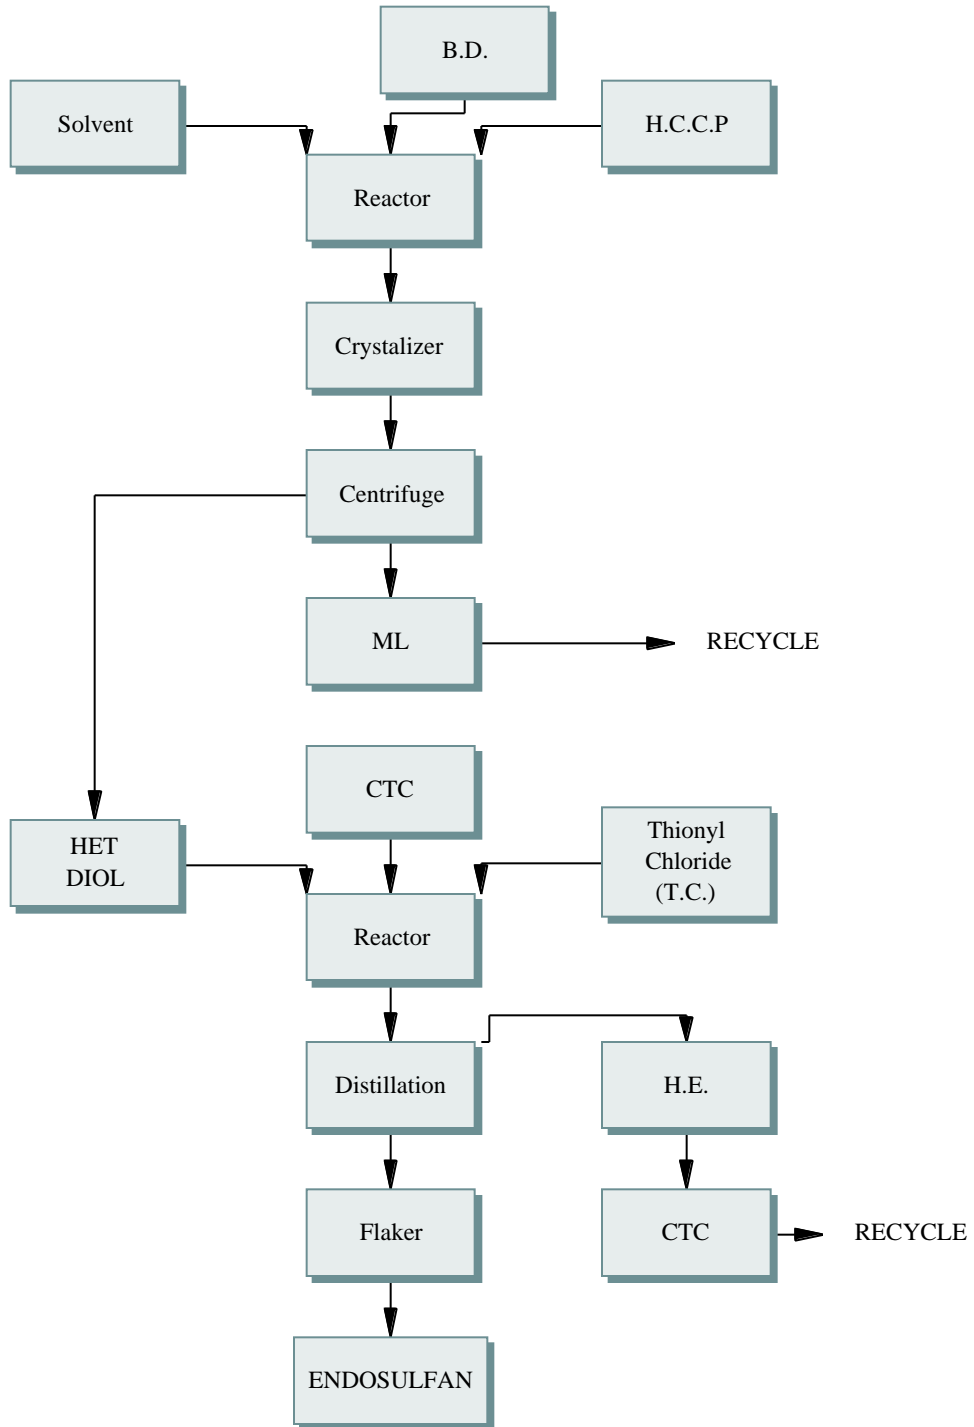 B.D.
Solvent
H.C.C.P
Reactor
Crystalizer
Centrifuge
ML
RECYCLE
CTC
HET
DIOL
Thionyl
Chloride
(T.C.)
Reactor
Distillation
H.E.
Flaker
CTC
RECYCLE
ENDOSULFAN